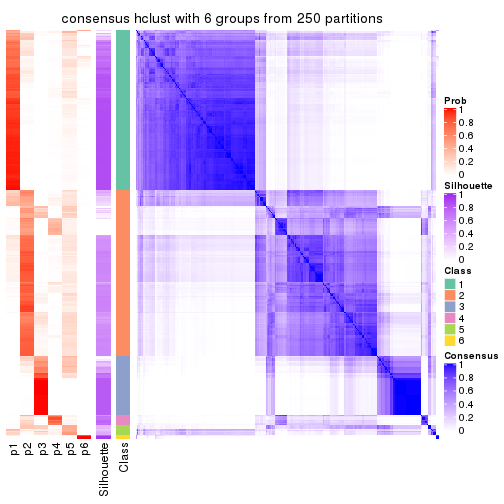 consensus hclust with 6 groups from 250 partitions
Prob
1
0.8
0.6
0.4
0.2
0
Silhouette
1
0.8
0.6
0.4
0.2
0
Class
1
2
3
4
5
6
Consensus
1
0.8
0.6
0.4
0.2
0
p1
p2
p3
p4
p5
p6
Silhouette
Class